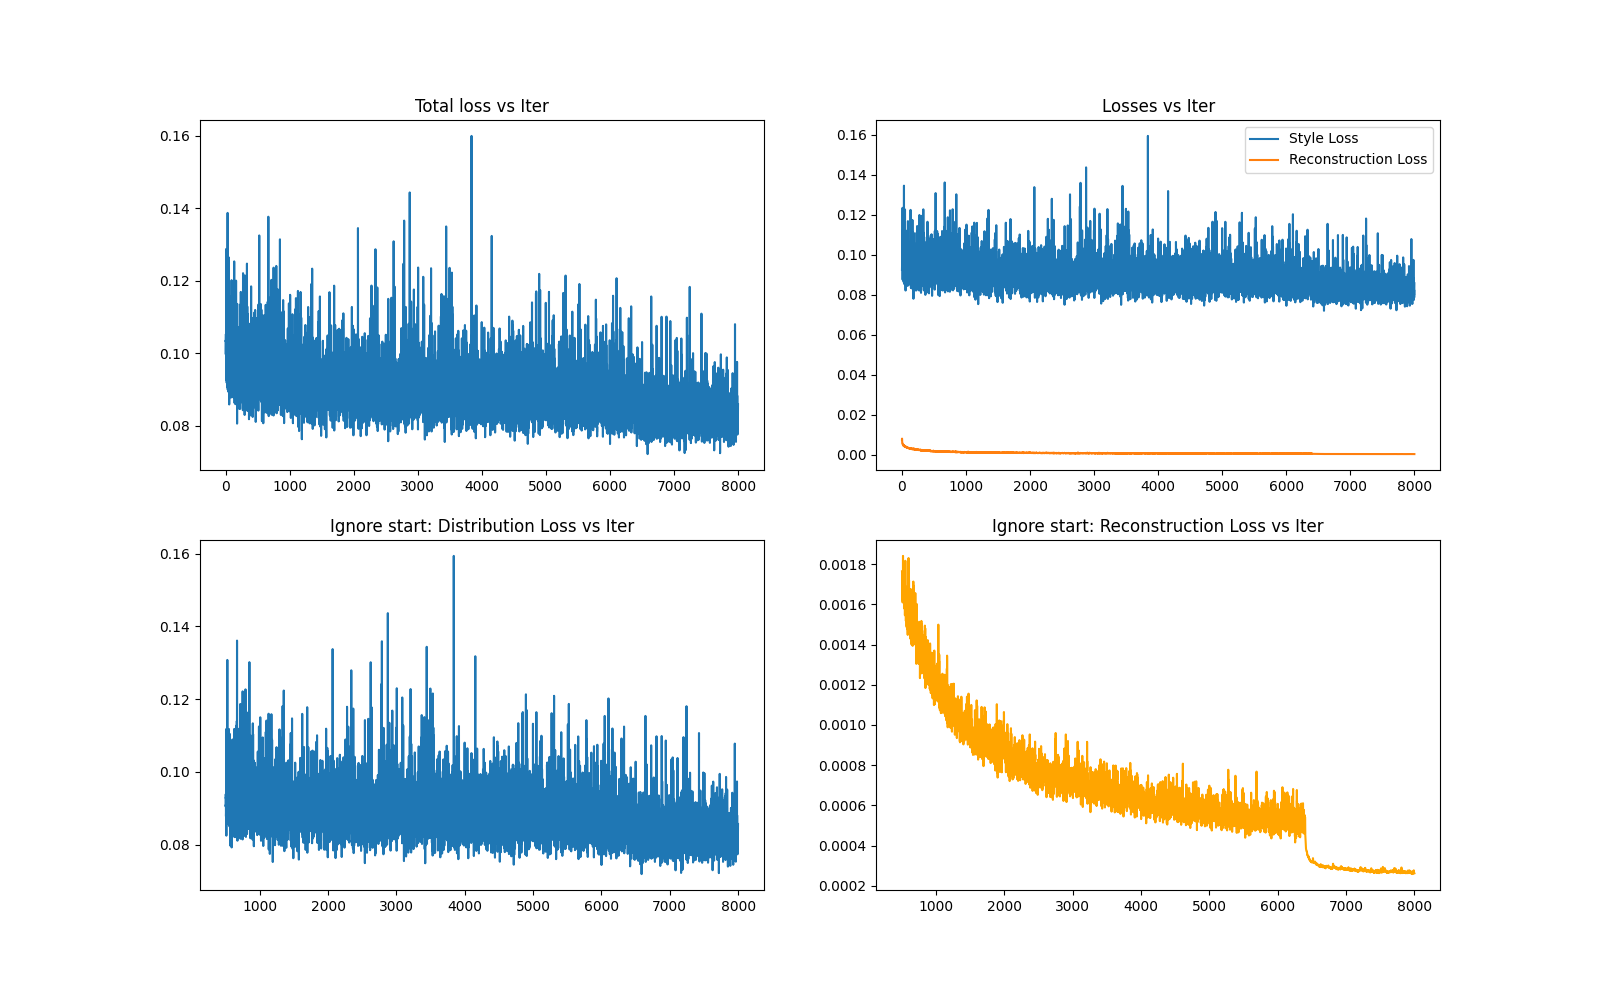 Total loss vs Iter
0.16
0.14
0.12
0.10
0.08
0 1000 2000 3000 4000 5000 6000 7000 8000
Losses vs Iter
Style Loss
Reconstruction Loss
0.16
0.14
0.12
0.10
0.08
0.06
0.04
0.02
0.00
0 1000 2000 3000 4000 5000 6000 7000 8000
Ignore start: Distribution Loss vs Iter
0.16
0.14
0.12
0.10
0.08
1000 2000 3000 4000 5000 6000 7000 8000
Ignore start: Reconstruction Loss vs Iter
0.0018
0.0016
0.0014
0.0012
0.0010
0.0008
0.0006
0.0004
0.0002
1000 2000 3000 4000 5000 6000 7000 8000